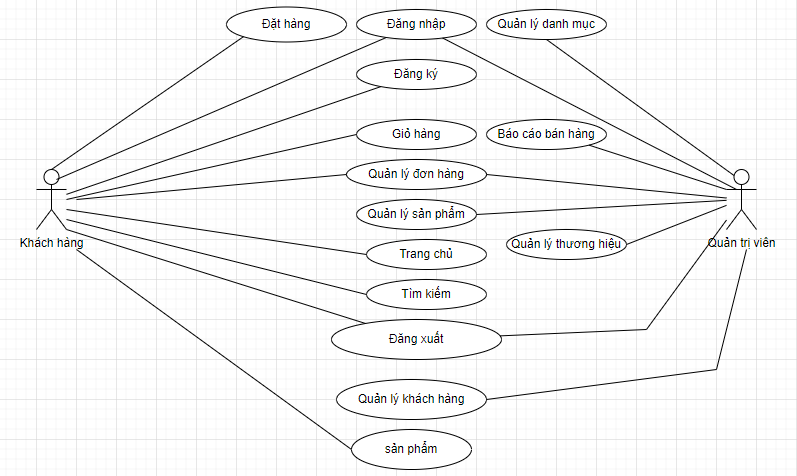 Đặt hàng
Đăng nhập
Quản lý danh mục
Đăng ký
Giỏ hàng
Báo cáo bán hàng
Quản lý đơn hàng
Quản lý sản phẩm
Khách hàng
Quản lý thương hiệu
Quản trị viên
Trang chủ
Tìm kiếm
Đăng xuất
Quản lý khách hàng
sản phẩm